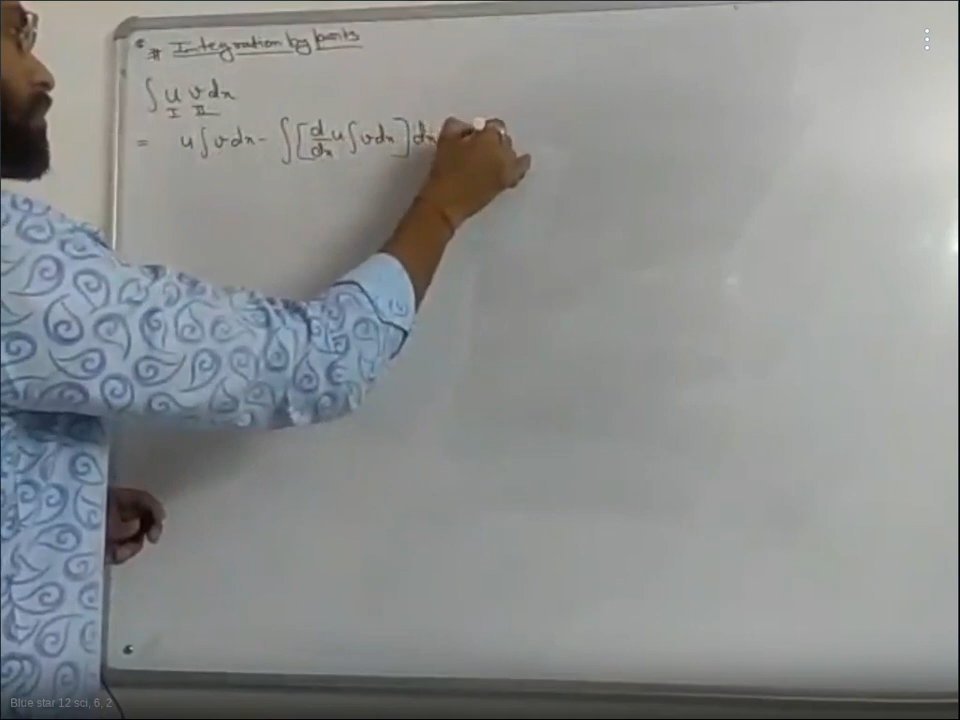 # Integration by parts
∫ u v dx
I II
= u ∫ v dx - ∫ [ d/dx u ∫ v dx ] dx
Blue star 12 sci, 6, 2